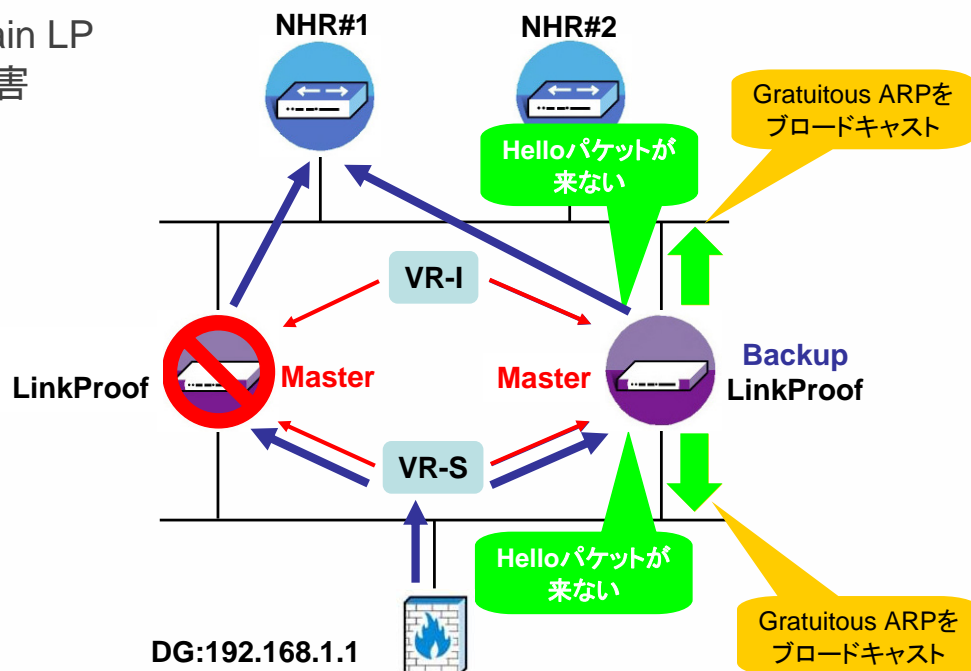 ain LP
害
NHR#1
NHR#2
Gratuitous ARPを
ブロードキャスト
Helloパケットが
来ない
VR-I
LinkProof
Master
Master
Backup
LinkProof
VR-S
Helloパケットが
来ない
DG:192.168.1.1
Gratuitous ARPを
ブロードキャスト